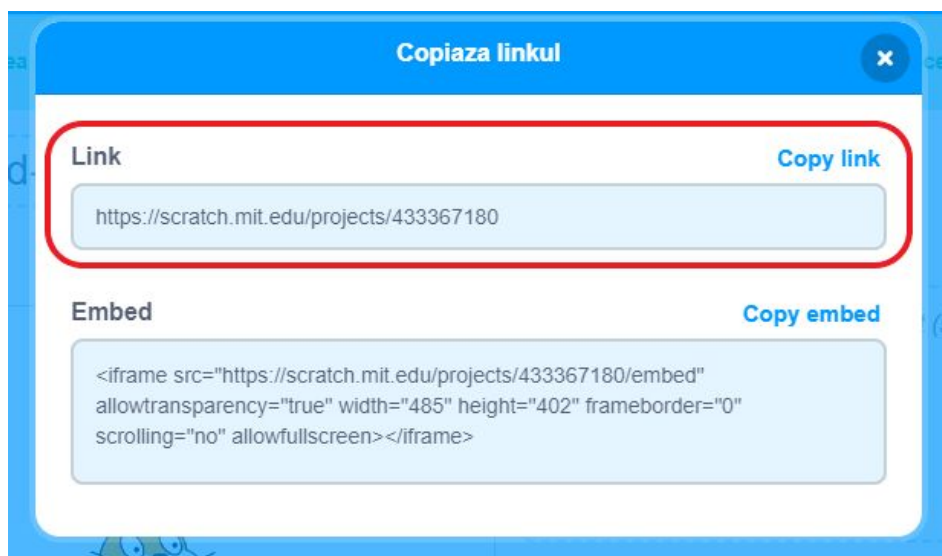 Copiaza linkul
Link
Copy link
https://scratch.mit.edu/projects/433367180
Embed
Copy embed
<iframe src="https://scratch.mit.edu/projects/433367180/embed"
allowtransparency="true" width="485" height="402" frameborder="0"
scrolling="no" allowfullscreen></iframe>